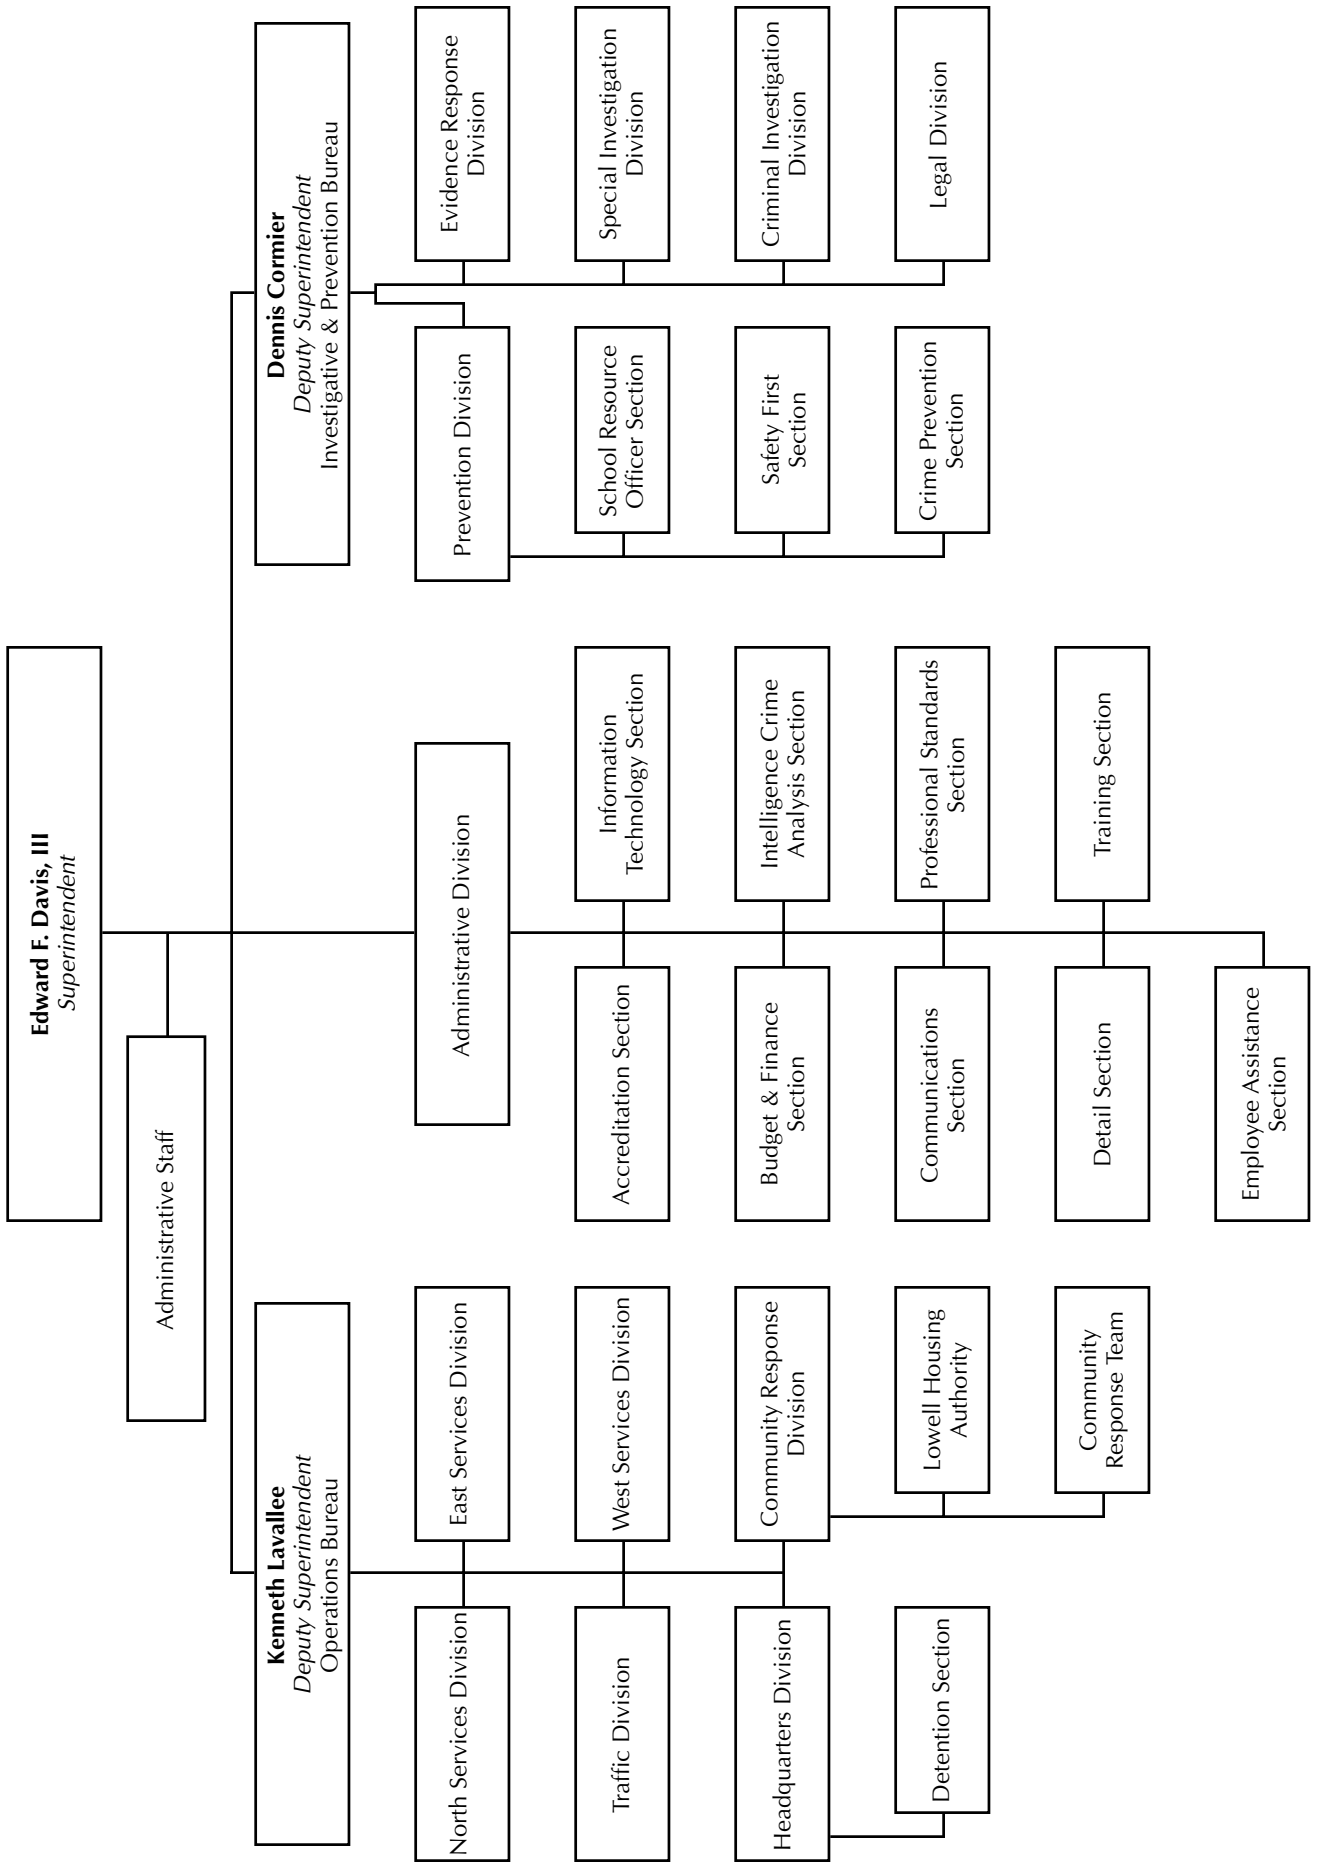 Edward F. Davis, III
Superintendent
Administrative Staff
Kenneth Lavallee
Deputy Superintendent
Operations Bureau
Dennis Cormier
Deputy Superintendent
Investigative & Prevention Bureau
North Services Division
East Services Division
Administrative Division
Prevention Division
Evidence Response
Division
Traffic Division
West Services Division
Accreditation Section
Information
Technology Section
School Resource
Officer Section
Special Investigation
Division
Headquarters Division
Community Response
Division
Budget & Finance
Section
Intelligence Crime
Analysis Section
Safety First
Section
Criminal Investigation
Division
Detention Section
Lowell Housing
Authority
Communications
Section
Professional Standards
Section
Crime Prevention
Section
Legal Division
Community
Response Team
Detail Section
Training Section
Employee Assistance
Section